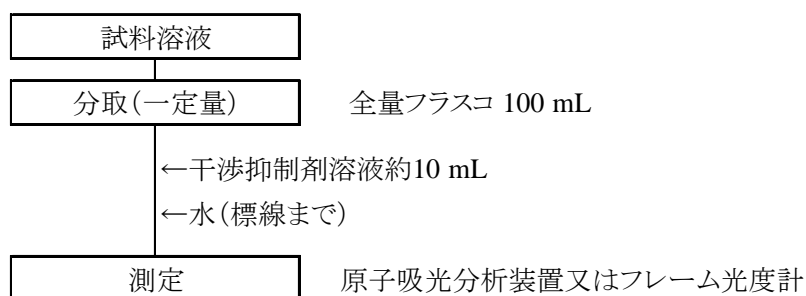 試料溶液
分取(一定量) 全量フラスコ 100 mL
←干渉抑制剤溶液約10 mL
←水(標線まで)
測定 原子吸光分析装置又はフレーム光度計